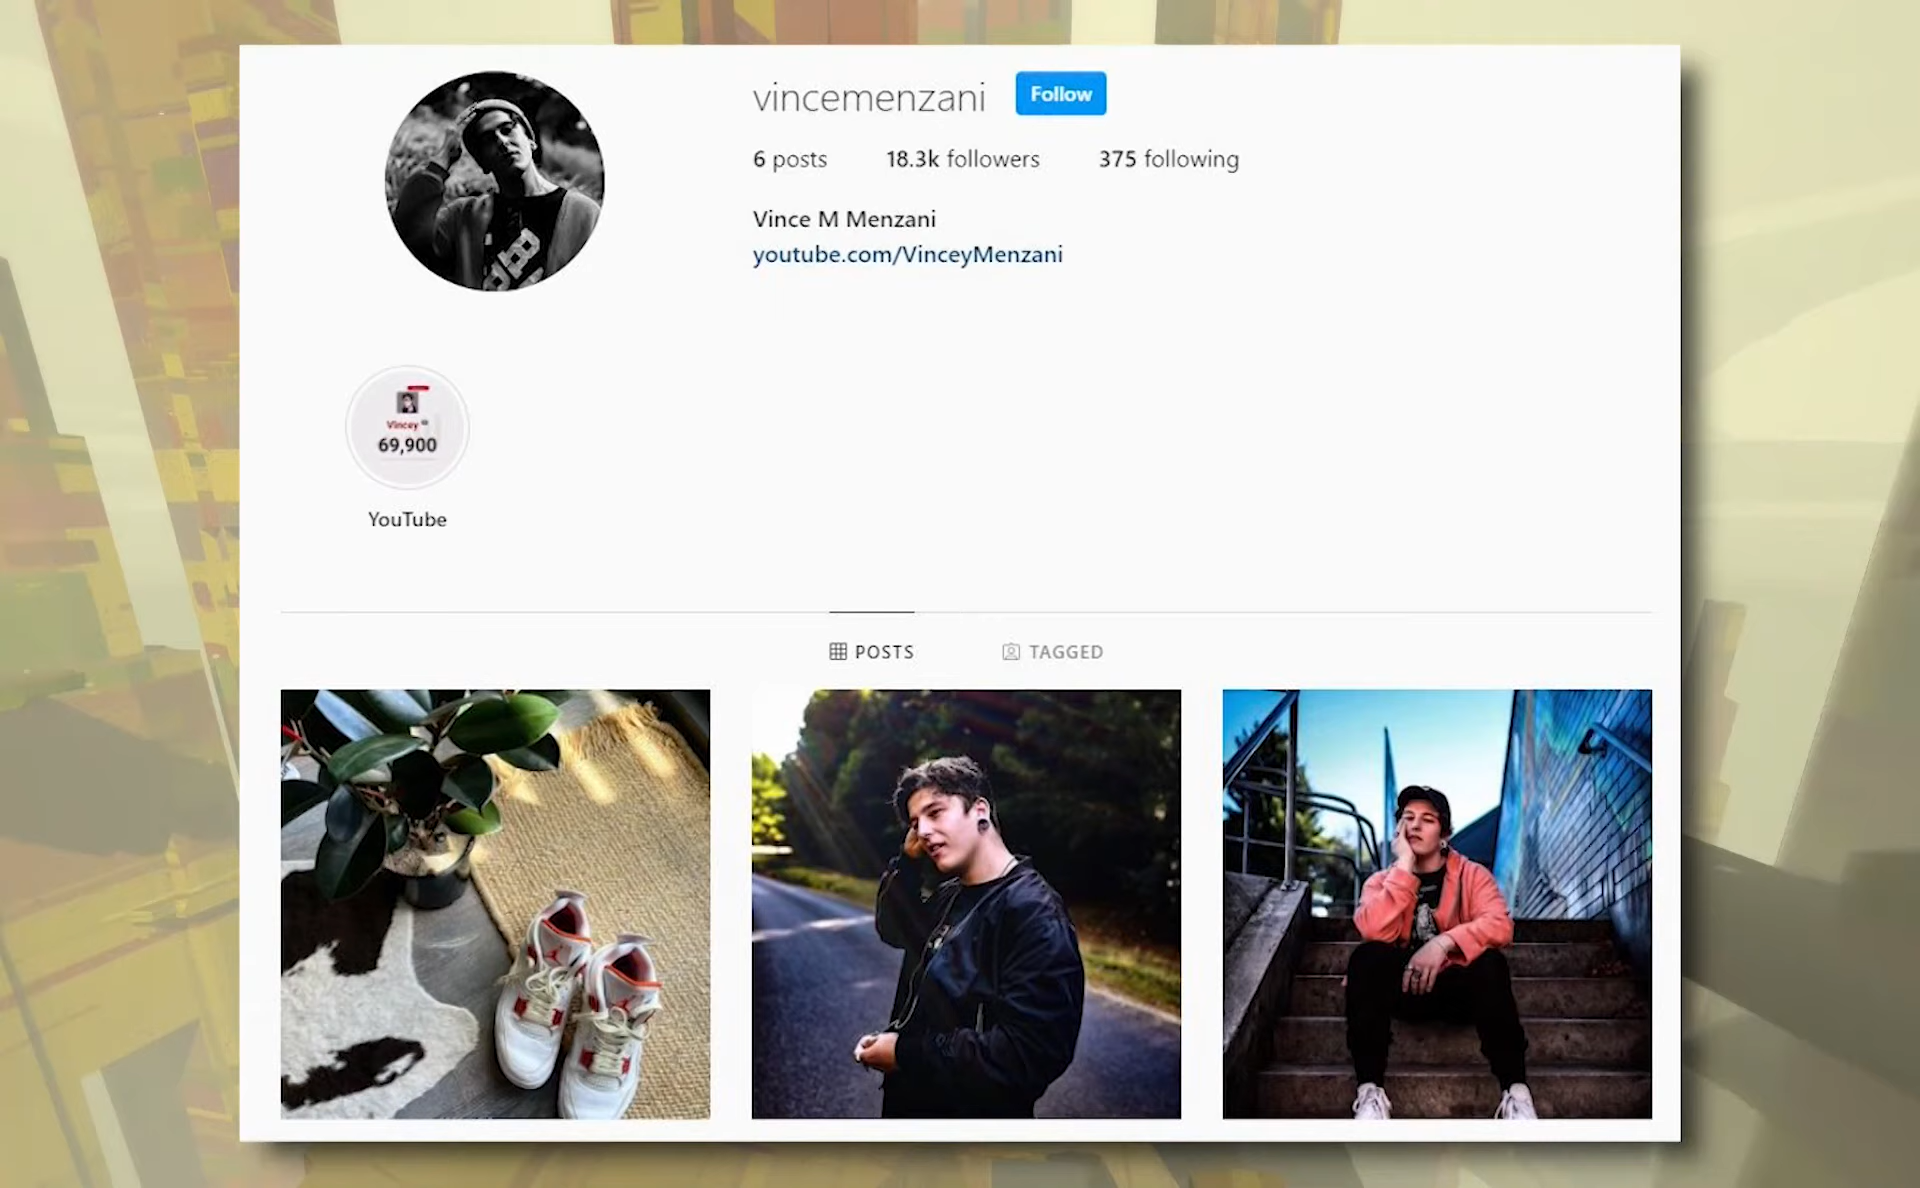 vincemenzani Follow
6 posts 18.3k followers 375 following
Vince M Menzani
youtube.com/VinceyMenzani
Vincey
69,900
YouTube
POSTS TAGGED